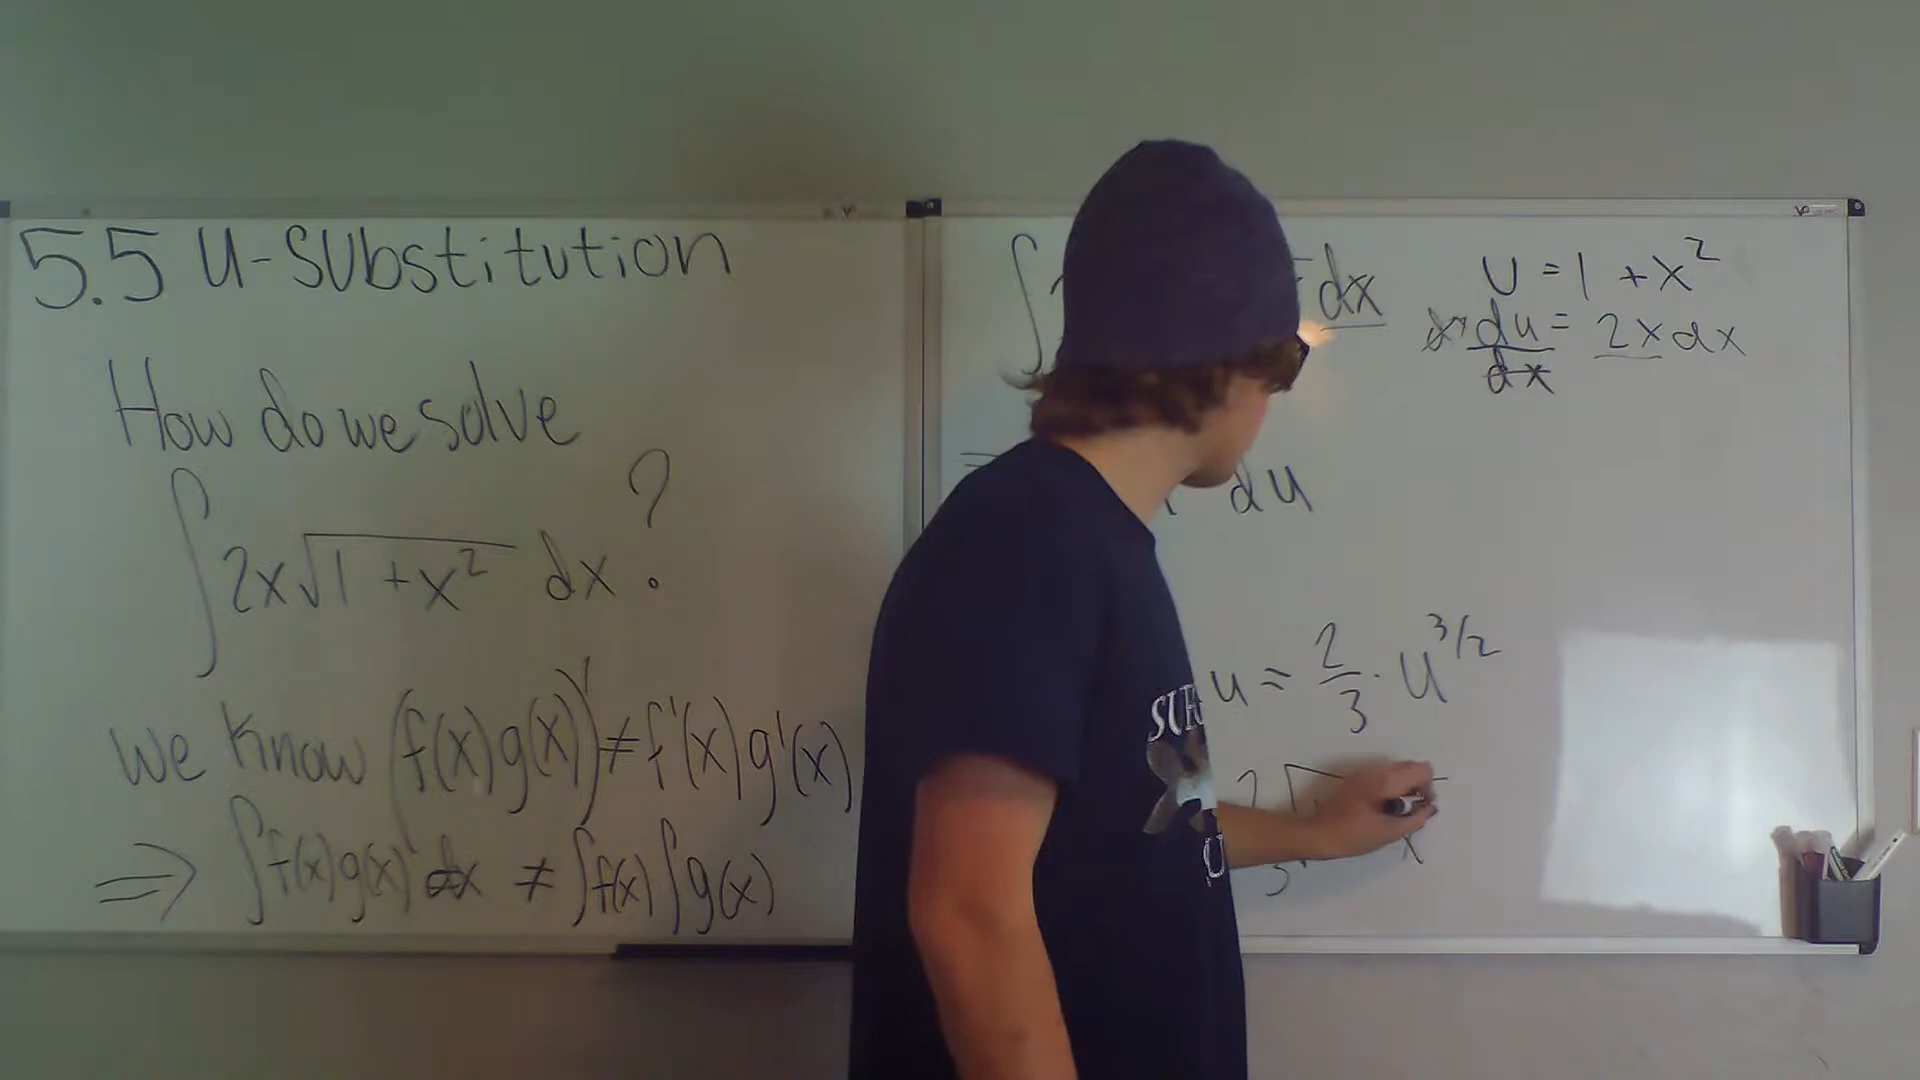 5.5 U-Substitution
How do we solve
∫ 2x√(1 + x²) dx ?
we know (f(x)g(x))' ≠ f'(x)g'(x)
⇒ ∫f(x)g(x) dx ≠ ∫f(x) ∫g(x)
∫ dx
U = 1 + x²
du/dx = 2x dx
du
u = 2/3 · u^(3/2)